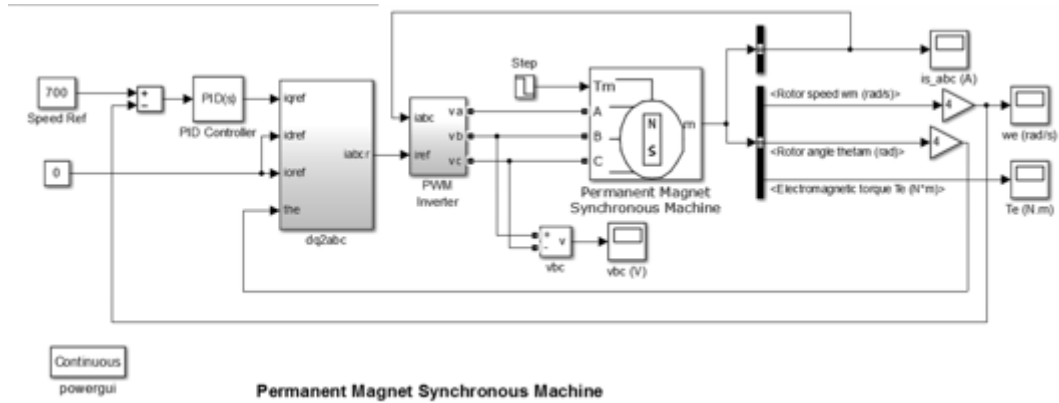 700
Speed Ref
0
+
−
PID(s)
PID Controller
iqref
idref
ioref
the
iabcr
dq2abc
iabc
iref
va
vb
vc
PWM
Inverter
Step
Tm
A
B
C
N
S
m
Permanent Magnet
Synchronous Machine
+
-
v
vbc
vbc (V)
is_abc (A)
<Rotor speed wm (rad/s)>
4
we (rad/s)
<Rotor angle thetam (rad)>
4
<Electromagnetic torque Te (N*m)>
Te (N.m)
Continuous
powergui
Permanent Magnet Synchronous Machine